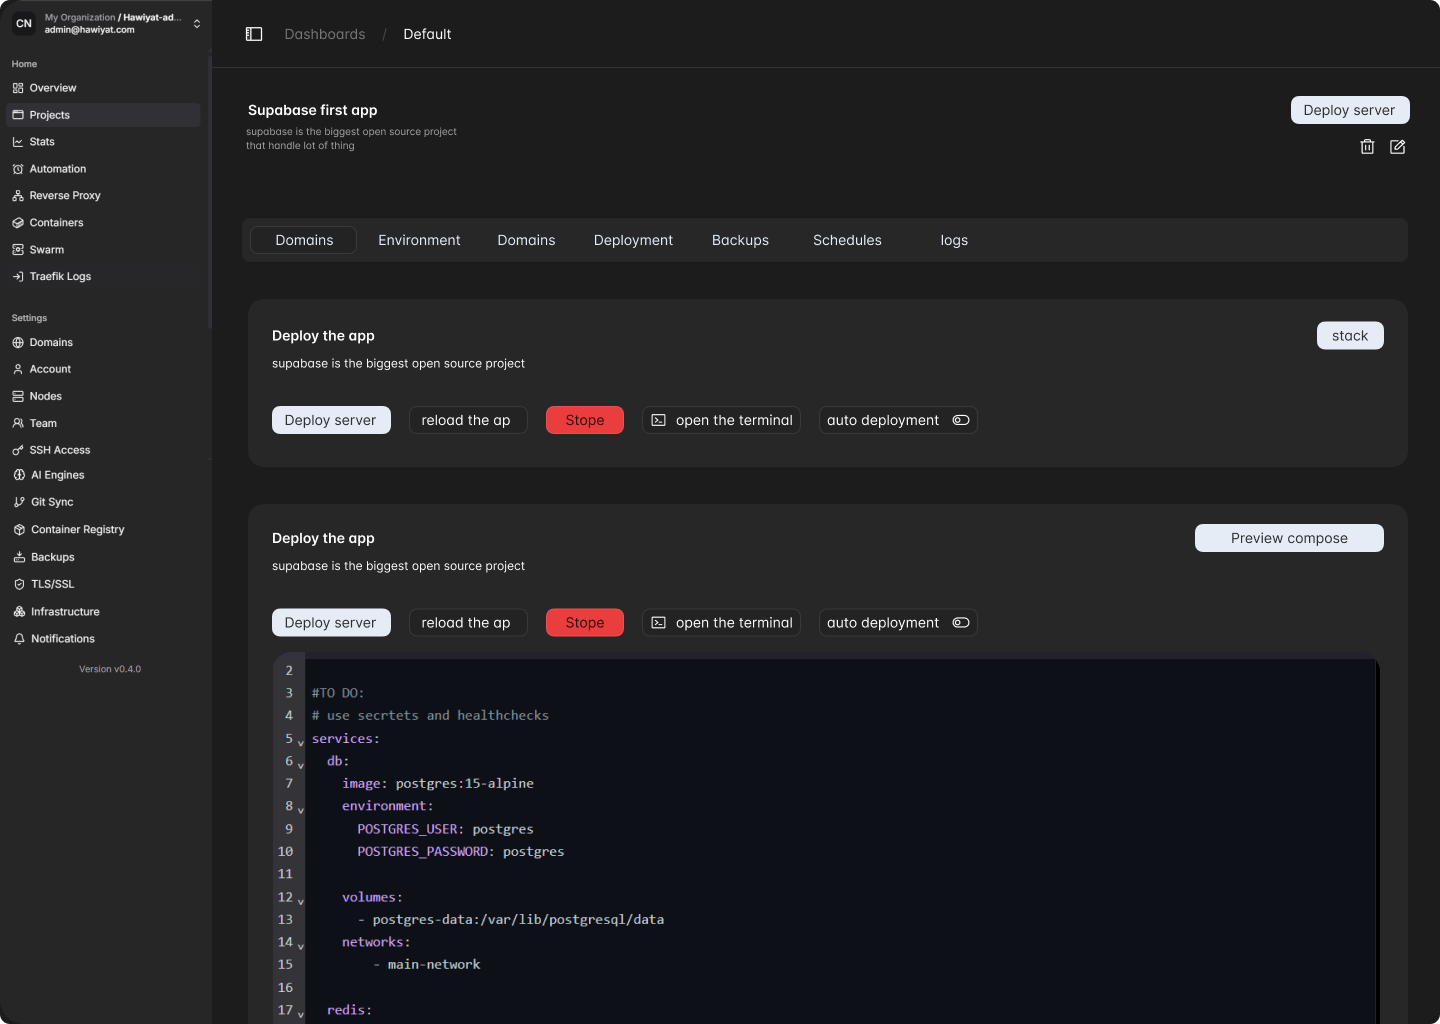 CN
My Organization / Hawiyat-ad...
admin@hawiyat.com
Home
Overview
Projects
Stats
Automation
Reverse Proxy
Containers
Swarm
Traefik Logs
Settings
Domains
Account
Nodes
Team
SSH Access
AI Engines
Git Sync
Container Registry
Backups
TLS/SSL
Infrastructure
Notifications
Version v0.4.0
Dashboards / Default
Supabase first app
supabase is the biggest open source project
that handle lot of thing
Deploy server
Domains Environment Domains Deployment Backups Schedules logs
Deploy the app
supabase is the biggest open source project
stack
Deploy server reload the ap Stope open the terminal auto deployment
Deploy the app
supabase is the biggest open source project
Preview compose
Deploy server reload the ap Stope open the terminal auto deployment
2
3 #TO DO:
4 # use secrtets and healthchecks
5 services:
6 db:
7 image: postgres:15-alpine
8 environment:
9 POSTGRES_USER: postgres
10 POSTGRES_PASSWORD: postgres
11
12 volumes:
13 - postgres-data:/var/lib/postgresql/data
14 networks:
15 - main-network
16
17 redis: